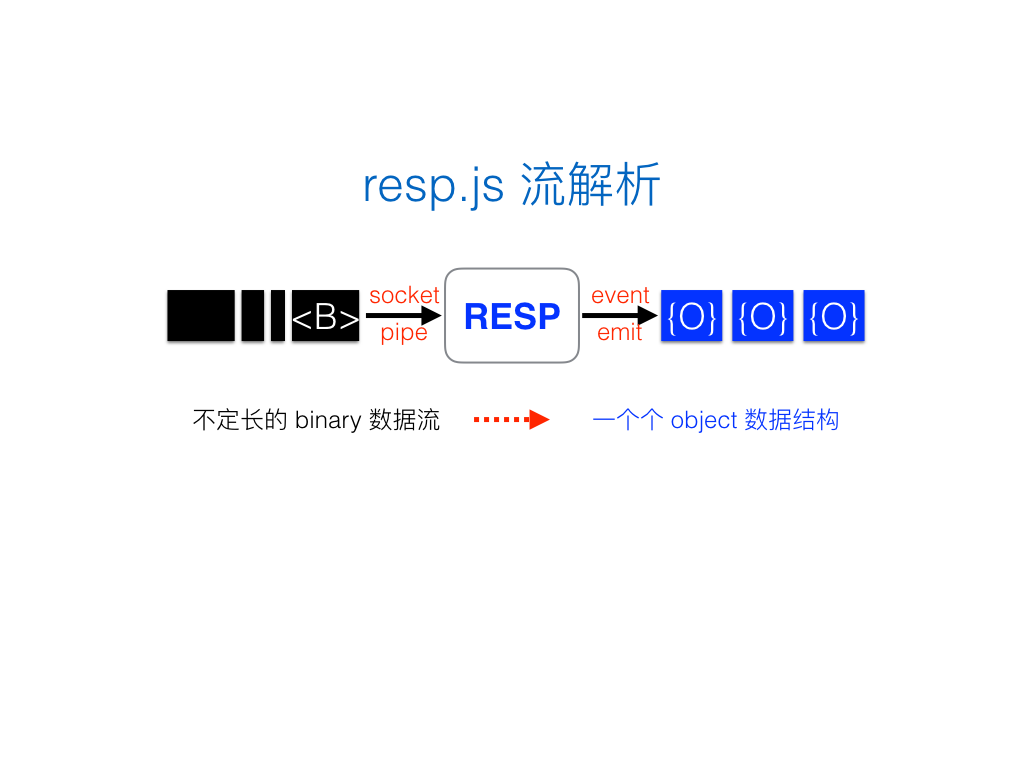 resp.js 流解析
<B>
socket
pipe
RESP
event
emit
{O} {O} {O}
不定长的 binary 数据流
一个个 object 数据结构